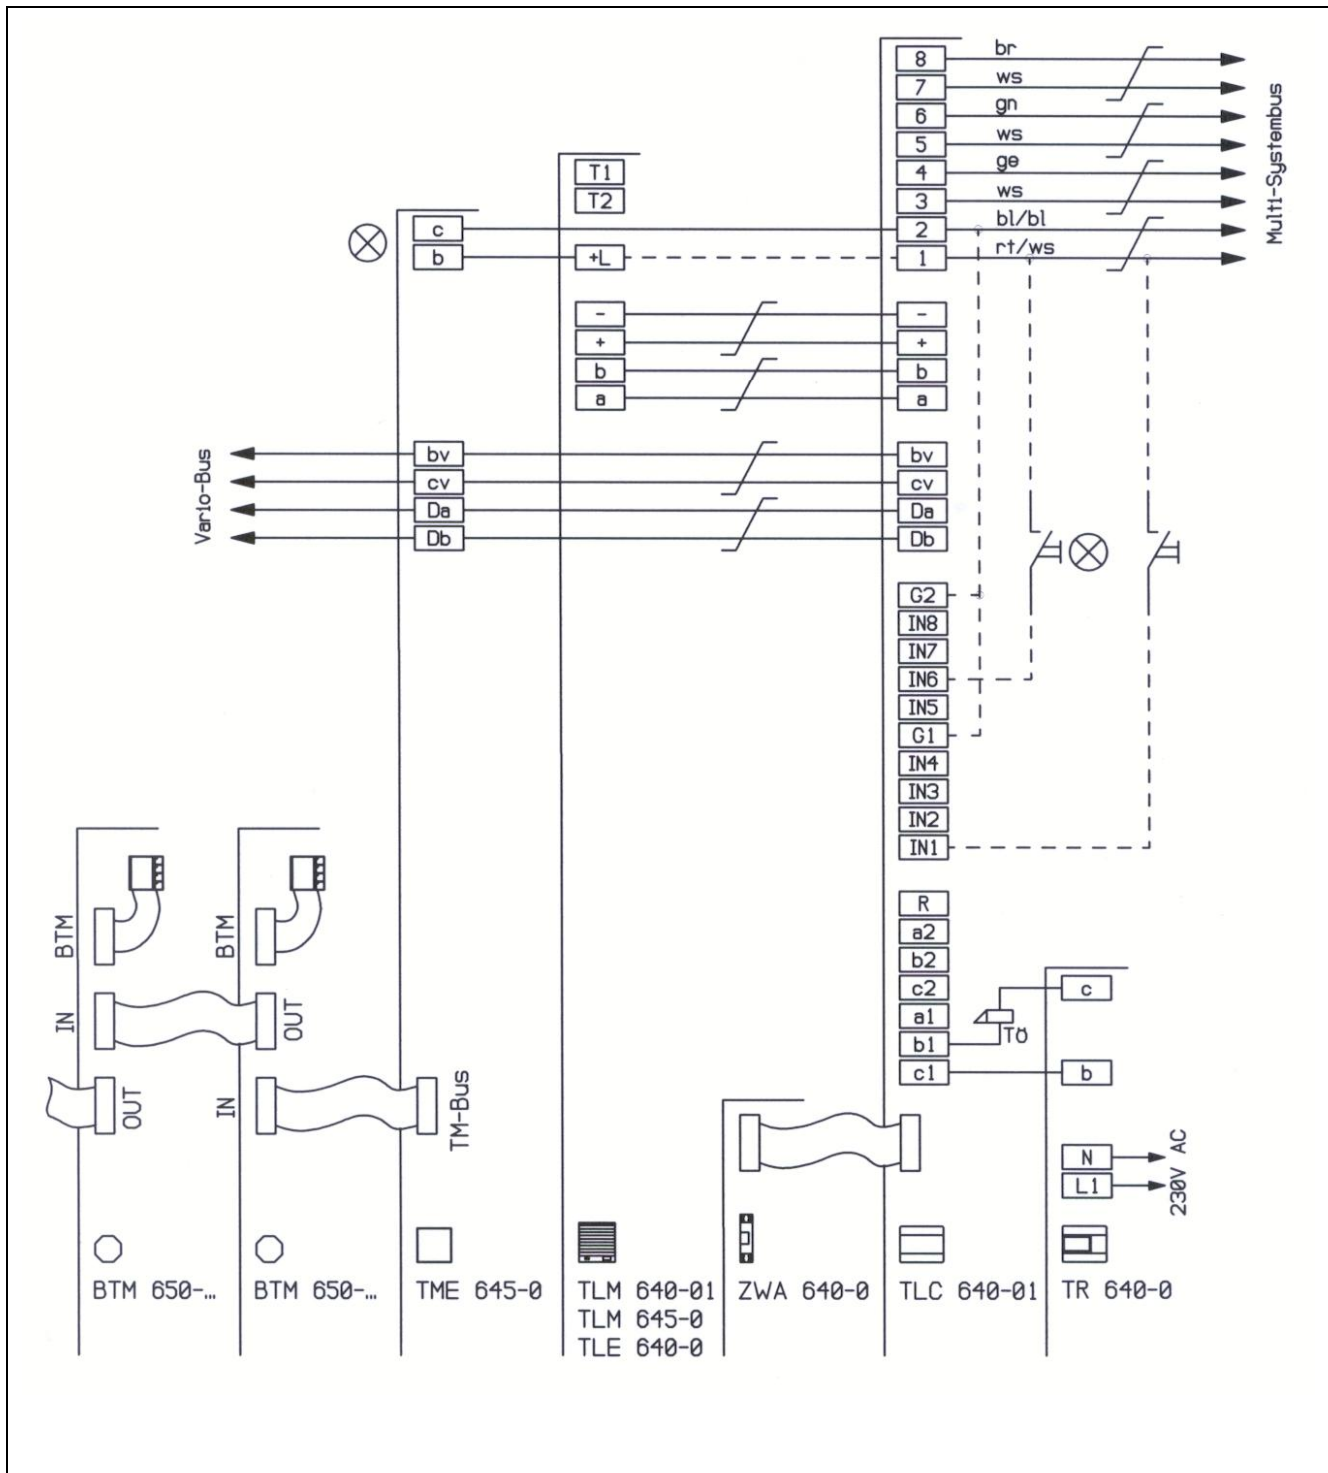 8 br
7 ws
6 gn
5 ws
4 ge
3 ws
2 bl/bl
1 rt/ws
Multi-Systembus
T1
T2
c
b
+L
-
+
b
a
-
+
b
a
Vario-Bus
bv
cv
Da
Db
bv
cv
Da
Db
G2
IN8
IN7
IN6
IN5
G1
IN4
IN3
IN2
IN1
R
a2
b2
c2
a1
b1
c1
TÖ
c
b
N
L1
230V AC
BTM
IN
OUT
BTM
OUT
IN
TM-Bus
BTM 650-...
BTM 650-...
TME 645-0
TLM 640-01
TLM 645-0
TLE 640-0
ZWA 640-0
TLC 640-01
TR 640-0